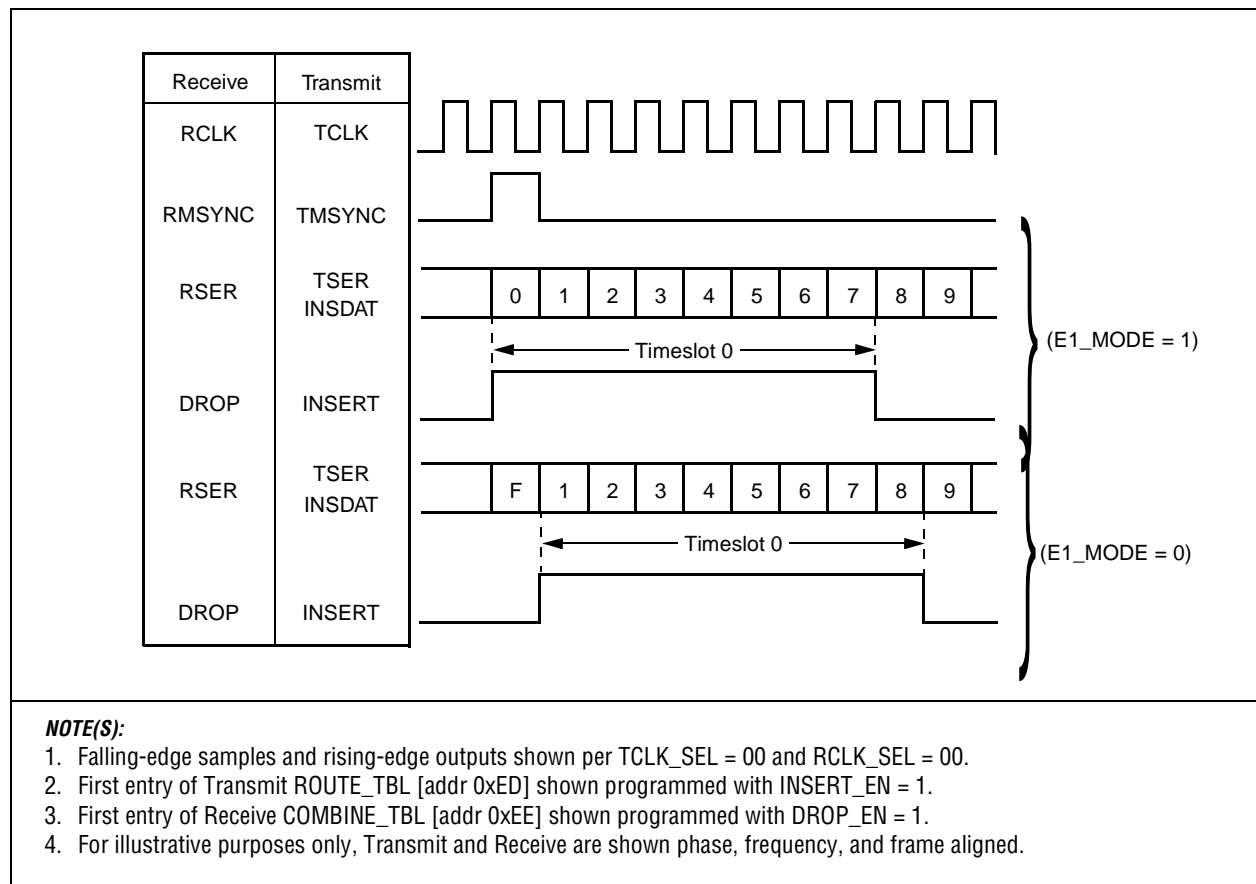 Receive Transmit
RCLK TCLK
RMSYNC TMSYNC
RSER TSER INSDAT 0 1 2 3 4 5 6 7 8 9
Timeslot 0
(E1_MODE = 1)
DROP INSERT
RSER TSER INSDAT F 1 2 3 4 5 6 7 8 9
Timeslot 0
(E1_MODE = 0)
DROP INSERT
NOTE(S):
1. Falling-edge samples and rising-edge outputs shown per TCLK_SEL = 00 and RCLK_SEL = 00.
2. First entry of Transmit ROUTE_TBL [addr 0xED] shown programmed with INSERT_EN = 1.
3. First entry of Receive COMBINE_TBL [addr 0xEE] shown programmed with DROP_EN = 1.
4. For illustrative purposes only, Transmit and Receive are shown phase, frequency, and frame aligned.